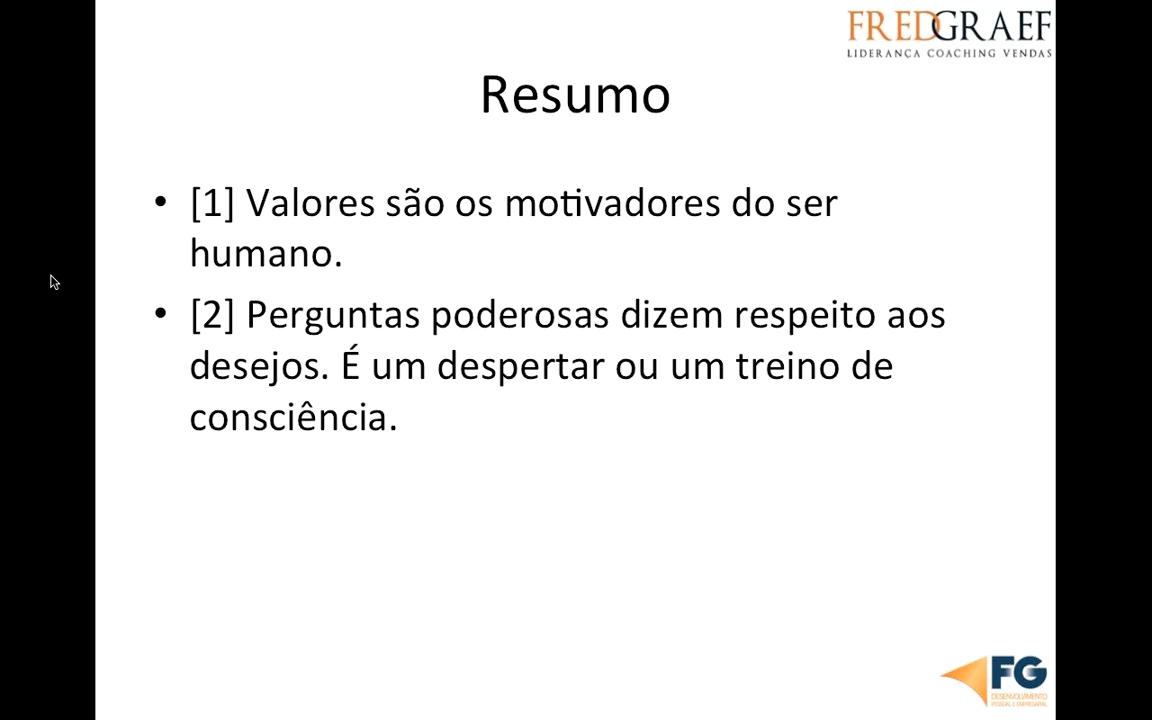 FREDGRAEF
LIDERANÇA COACHING VENDAS
Resumo
• [1] Valores são os motivadores do ser
humano.
• [2] Perguntas poderosas dizem respeito aos
desejos. É um despertar ou um treino de
consciência.
FG
DESENVOLVIMENTO
PESSOAL E EMPRESARIAL